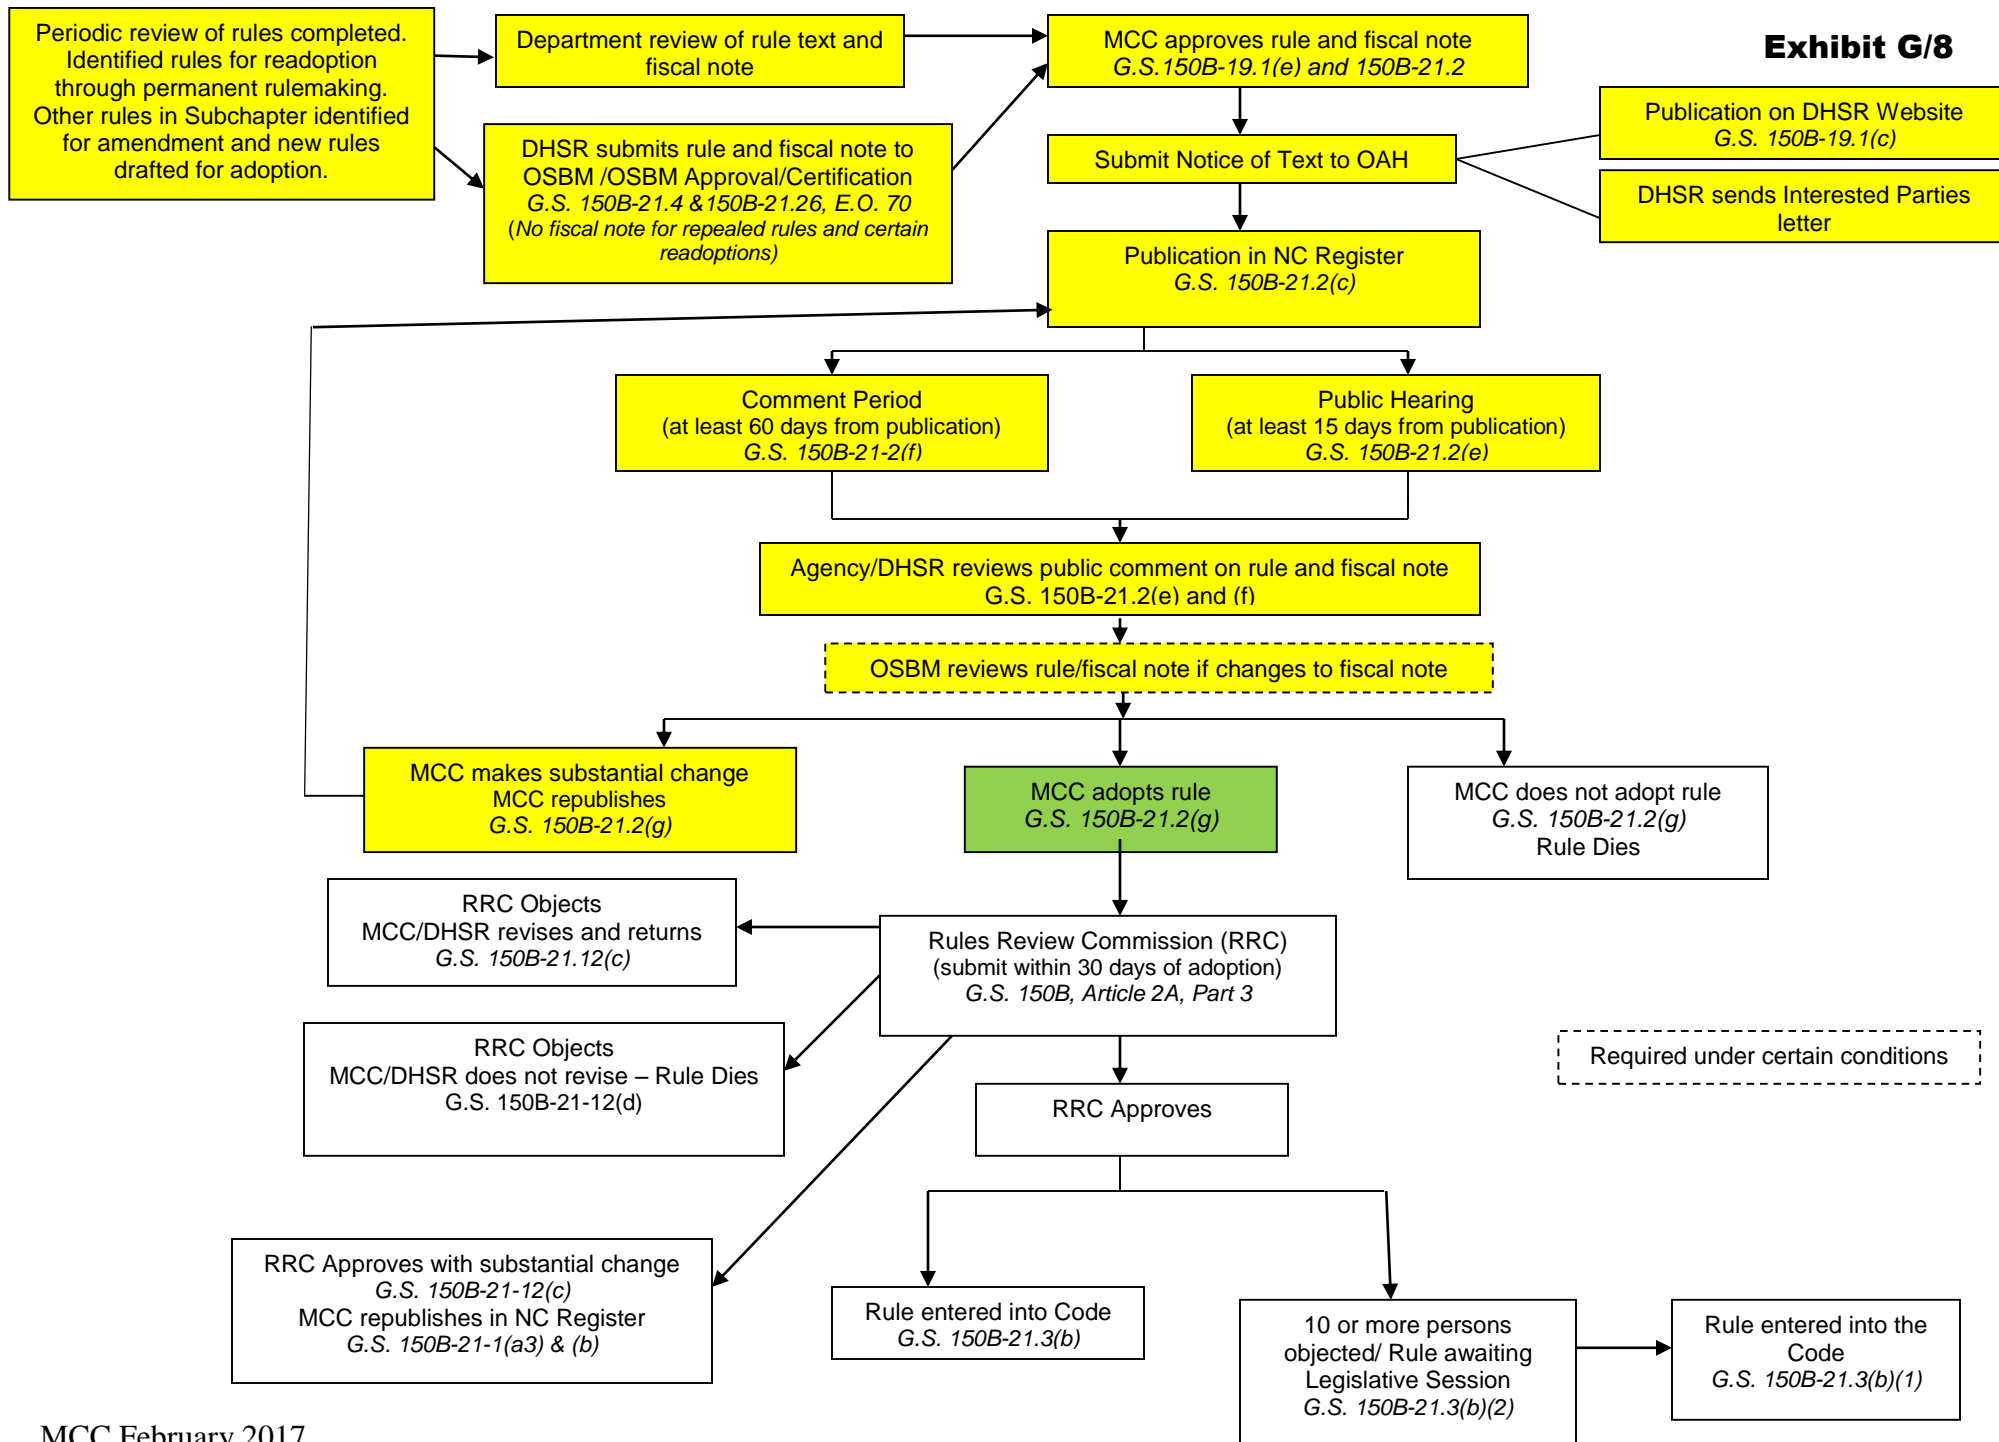 Exhibit G/8
Periodic review of rules completed.
Identified rules for readoption
through permanent rulemaking.
Other rules in Subchapter identified
for amendment and new rules
drafted for adoption.
Department review of rule text and
fiscal note
MCC approves rule and fiscal note
G.S.150B-19.1(e) and 150B-21.2
DHSR submits rule and fiscal note to
OSBM /OSBM Approval/Certification
G.S. 150B-21.4 &150B-21.26, E.O. 70
(No fiscal note for repealed rules and certain
readoptions)
Submit Notice of Text to OAH
Publication on DHSR Website
G.S. 150B-19.1(c)
DHSR sends Interested Parties
letter
Publication in NC Register
G.S. 150B-21.2(c)
Comment Period
(at least 60 days from publication)
G.S. 150B-21-2(f)
Public Hearing
(at least 15 days from publication)
G.S. 150B-21.2(e)
Agency/DHSR reviews public comment on rule and fiscal note
G.S. 150B-21.2(e) and (f)
OSBM reviews rule/fiscal note if changes to fiscal note
MCC makes substantial change
MCC republishes
G.S. 150B-21.2(g)
MCC adopts rule
G.S. 150B-21.2(g)
MCC does not adopt rule
G.S. 150B-21.2(g)
Rule Dies
RRC Objects
MCC/DHSR revises and returns
G.S. 150B-21.12(c)
Rules Review Commission (RRC)
(submit within 30 days of adoption)
G.S. 150B, Article 2A, Part 3
RRC Objects
MCC/DHSR does not revise – Rule Dies
G.S. 150B-21-12(d)
Required under certain conditions
RRC Approves
RRC Approves with substantial change
G.S. 150B-21-12(c)
MCC republishes in NC Register
G.S. 150B-21-1(a3) & (b)
Rule entered into Code
G.S. 150B-21.3(b)
10 or more persons
objected/ Rule awaiting
Legislative Session
G.S. 150B-21.3(b)(2)
Rule entered into the
Code
G.S. 150B-21.3(b)(1)
MCC February 2017